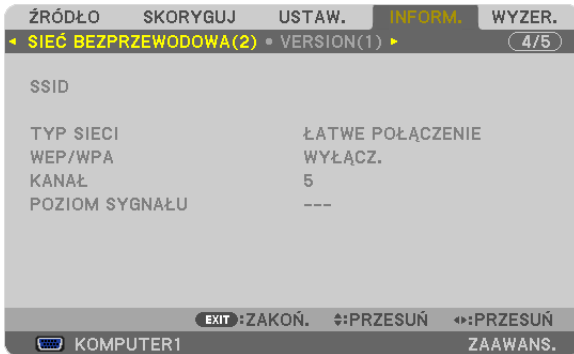 ŹRÓDŁO SKORYGUJ USTAW. INFORM. WYZER.
SIEĆ BEZPRZEWODOWA(2) • VERSION(1) 4/5
SSID
TYP SIECI ŁATWE POŁĄCZENIE
WEP/WPA WYŁĄCZ.
KANAŁ 5
POZIOM SYGNAŁU ---
EXIT :ZAKOŃ. :PRZESUŃ :PRZESUŃ
KOMPUTER1 ZAAWANS.